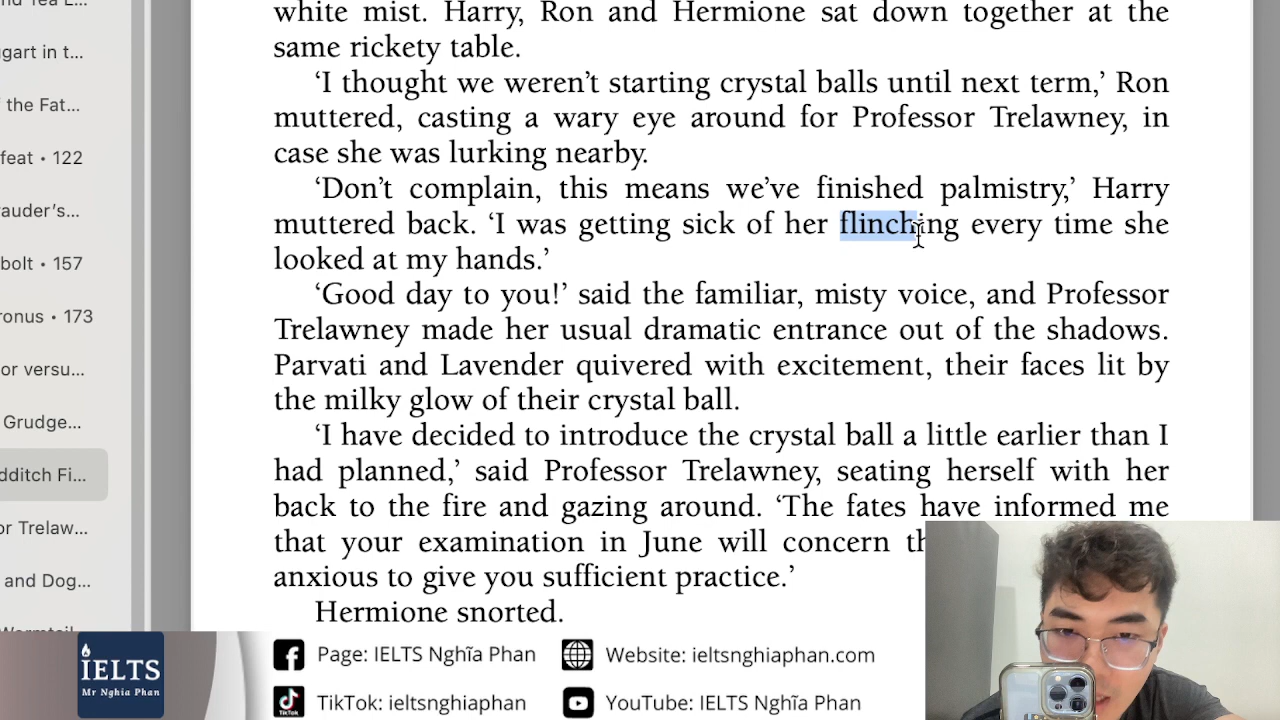 white mist. Harry, Ron and Hermione sat down together at the
same rickety table.
‘I thought we weren’t starting crystal balls until next term,’ Ron
muttered, casting a wary eye around for Professor Trelawney, in
case she was lurking nearby.
‘Don’t complain, this means we’ve finished palmistry,’ Harry
muttered back. ‘I was getting sick of her flinching every time she
looked at my hands.’
‘Good day to you!’ said the familiar, misty voice, and Professor
Trelawney made her usual dramatic entrance out of the shadows.
Parvati and Lavender quivered with excitement, their faces lit by
the milky glow of their crystal ball.
‘I have decided to introduce the crystal ball a little earlier than I
had planned,’ said Professor Trelawney, seating herself with her
back to the fire and gazing around. ‘The fates have informed me
that your examination in June will concern th
anxious to give you sufficient practice.’
Hermione snorted.
ggart in t...
f the Fat...
feat • 122
rauder's...
bolt • 157
ronus • 173
or versu...
Grudge...
dditch Fi...
or Trelaw...
and Dog...
IELTS
Mr Nghia Phan
Page: IELTS Nghĩa Phan
Website: ieltsnghiaphan.com
TikTok: ieltsnghiaphan
YouTube: IELTS Nghĩa Phan